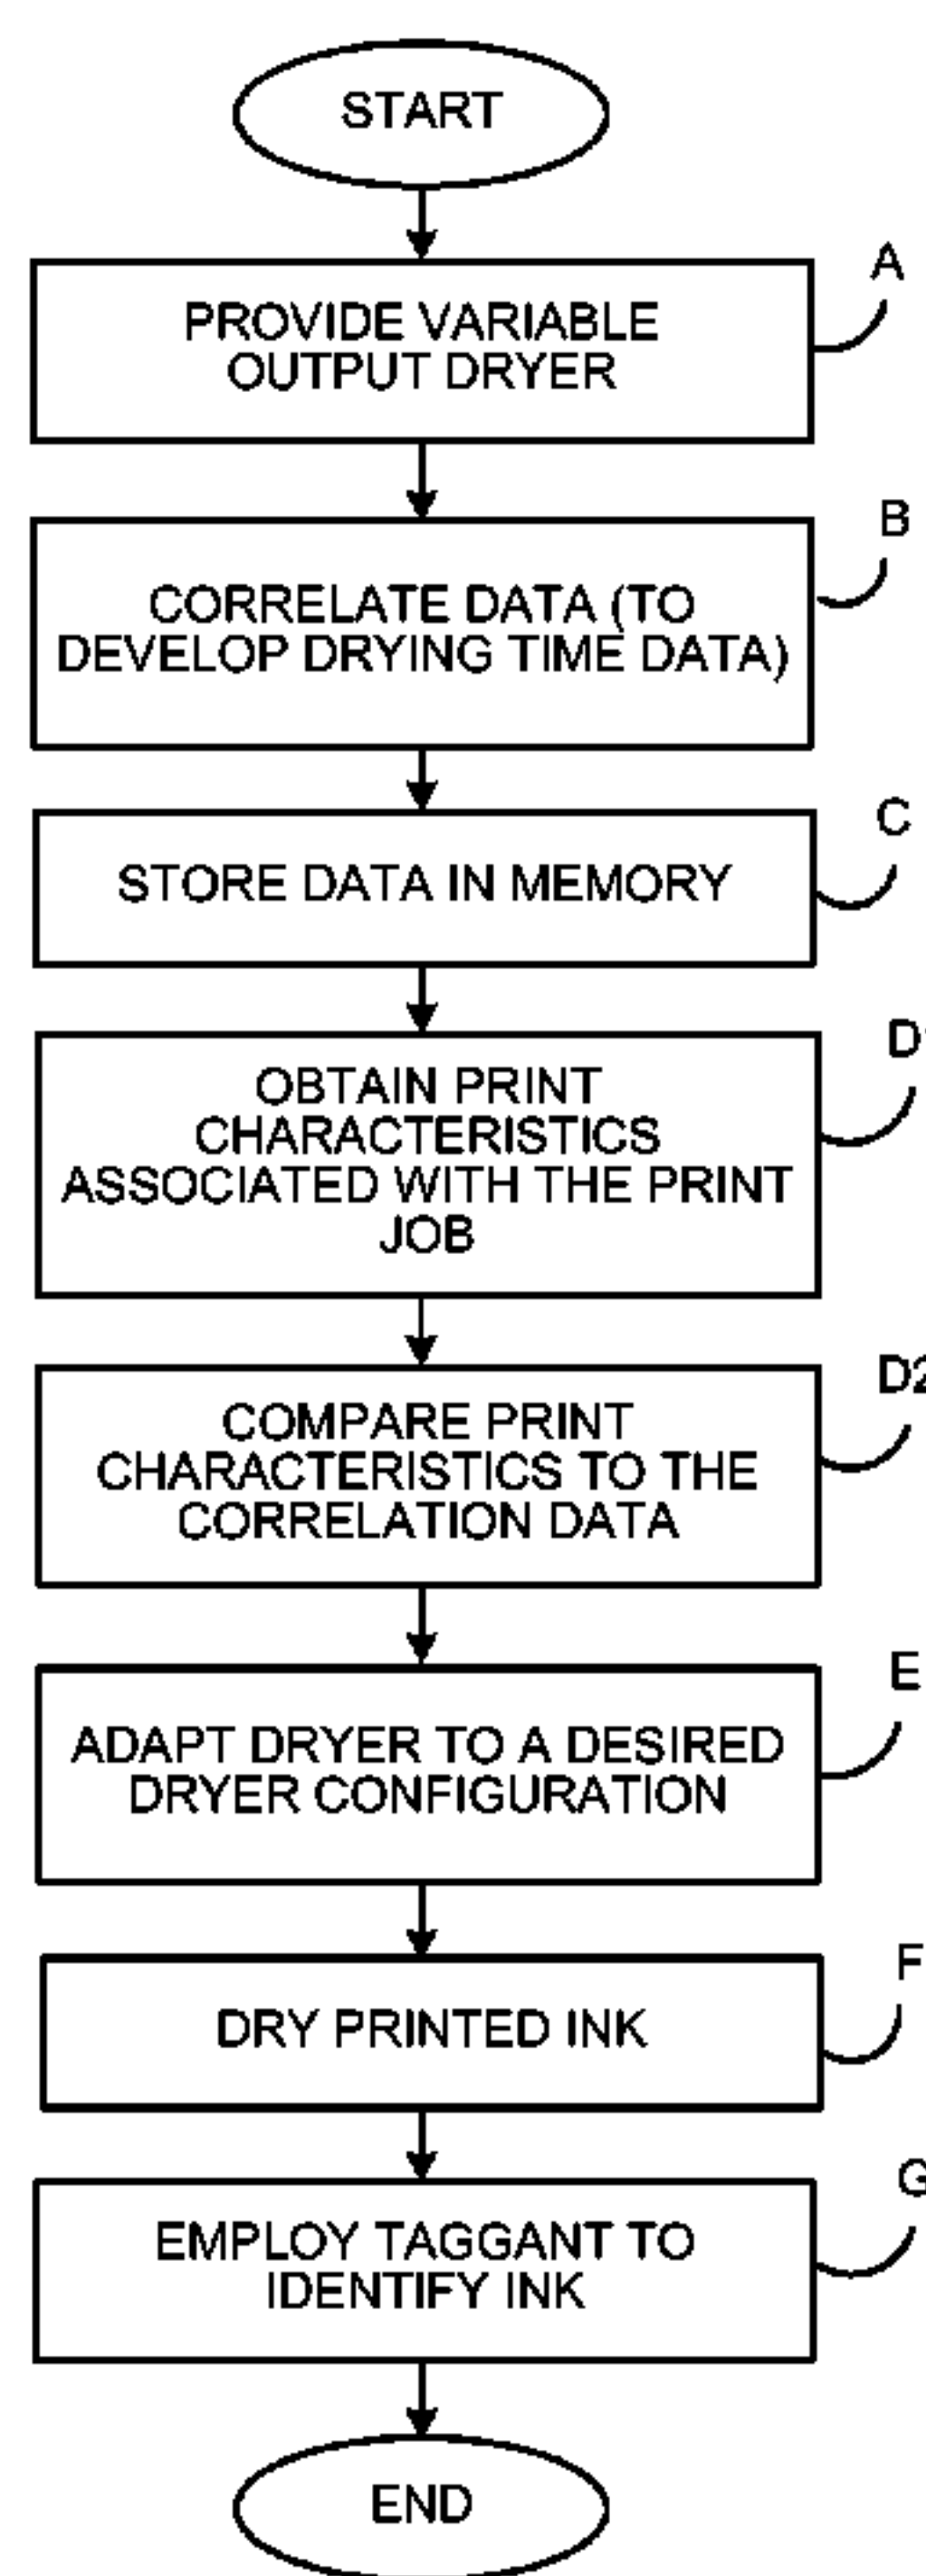 START
A
PROVIDE VARIABLE
OUTPUT DRYER
B
CORRELATE DATA (TO
DEVELOP DRYING TIME DATA)
C
STORE DATA IN MEMORY
D1
OBTAIN PRINT
CHARACTERISTICS
ASSOCIATED WITH THE PRINT
JOB
D2
COMPARE PRINT
CHARACTERISTICS TO THE
CORRELATION DATA
E
ADAPT DRYER TO A DESIRED
DRYER CONFIGURATION
F
DRY PRINTED INK
G
EMPLOY TAGGANT TO
IDENTIFY INK
END